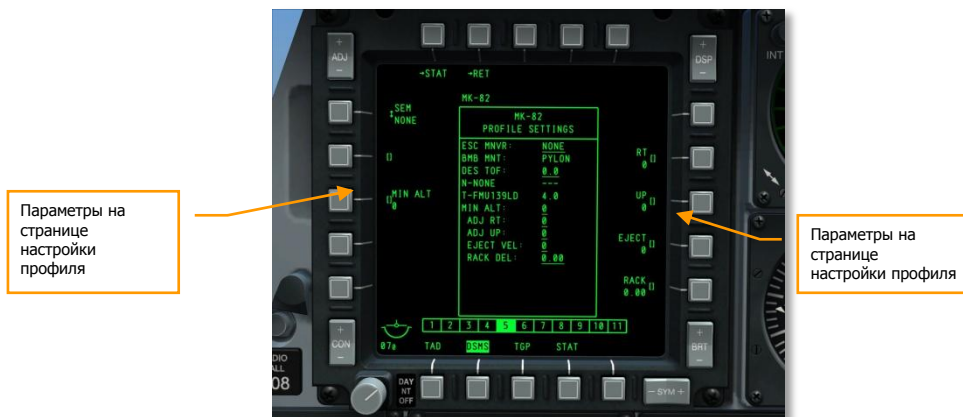 +
ADJ
-
+
DSP
-
INT
→STAT →RET
MK-82
SEM
NONE
MK-82
PROFILE SETTINGS
ESC MNVR: NONE
BMB MNT: PYLON
DES TOF: 0.0
N-NONE ---
T-FMU139LD 4.0
MIN ALT: 0
ADJ RT: 0
ADJ UP: 0
EJECT VEL: 0
RACK DEL: 0.00
MIN ALT
0
RT
0
UP
0
EJECT
0
RACK
0.00
Параметры на
странице
настройки
профиля
Параметры на
странице
настройки профиля
1 2 3 4 5 6 7 8 9 10 11
TAD DSMS TGP STAT
+
CON
-
+
BRT
-
DAY
NT
OFF
- SYM +
DIO
ALL
08